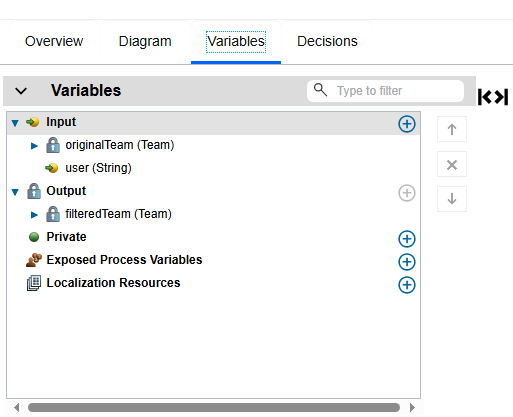 Overview Diagram Variables Decisions
Variables Type to filter
Input
originalTeam (Team)
user (String)
Output
filteredTeam (Team)
Private
Exposed Process Variables
Localization Resources